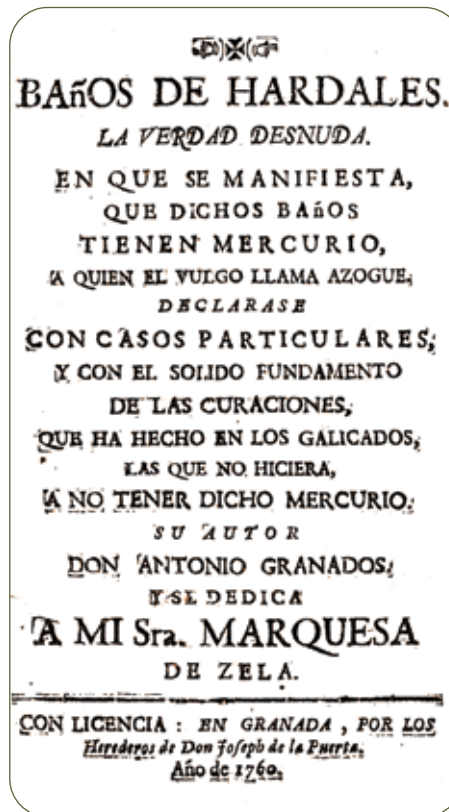 BAñOS DE HARDALES.
LA VERDAD DESNUDA.
EN QUE SE MANIFIESTA,
QUE DICHOS BAñOS
TIENEN MERCURIO,
A QUIEN EL VULGO LLAMA AZOGUE;
DECLARASE
CON CASOS PARTICULARES;
Y CON EL SOLIDO FUNDAMENTO
DE LAS CURACIONES,
QUE HA HECHO EN LOS GALICADOS,
LAS QUE NO HICIERA,
A NO TENER DICHO MERCURIO.
SU AUTOR
DON ANTONIO GRANADOS;
Y SE DEDICA
A MI Sra. MARQUESA
DE ZELA.
CON LICENCIA : EN GRANADA , POR LOS
Herederos de Don Joseph de la Puerta.
Año de 1760.